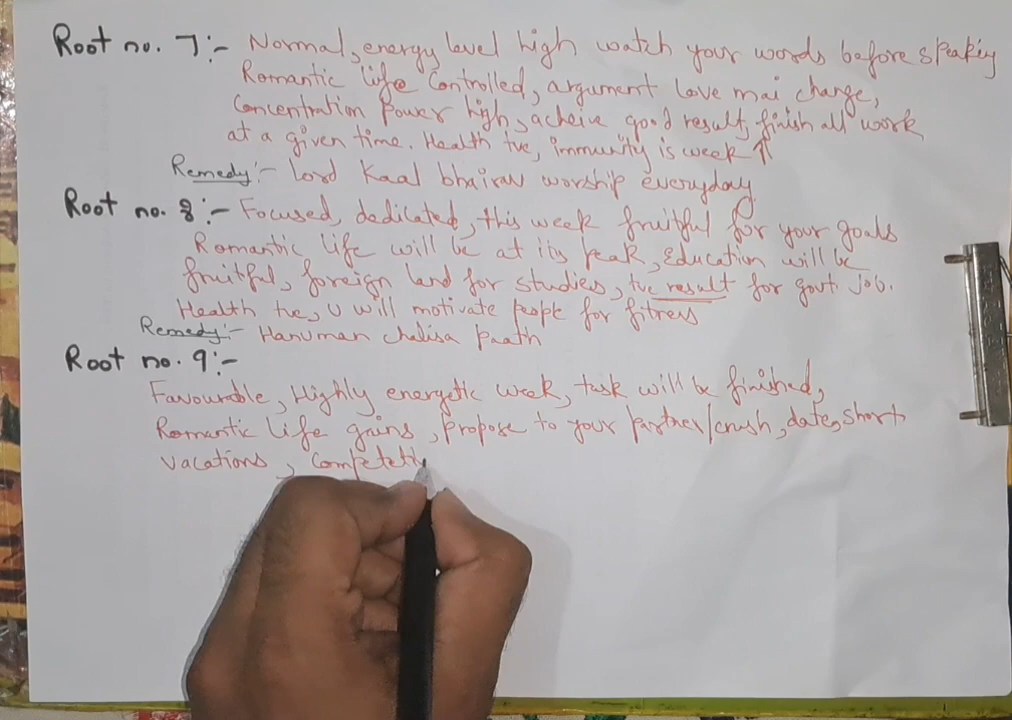 Root no. 7:- Normal, energy level high watch your words before speakiy
Romantic life Controlled, argument Love mai change,
Concentration Power high, acheive good result, finish all work
at a given time. Health +ve, immunity is week ↑
Remedy:- Lord Kaal bhairav worship everyday
Root no. 8:- Focused, dedicated, this week fruitful for your goals
Romantic life will be at its peak, Education will be
fruitful, foreign land for studies, +ve result for govt. job.
Health +ve, U will motivate people for fitness
Remedy:- Hanuman chalisa paath
Root no. 9:-
Favourable, Highly energetic week, task will be finished,
Romantic life gains, propose to your partner/crush, date, short
vacations, Competeti